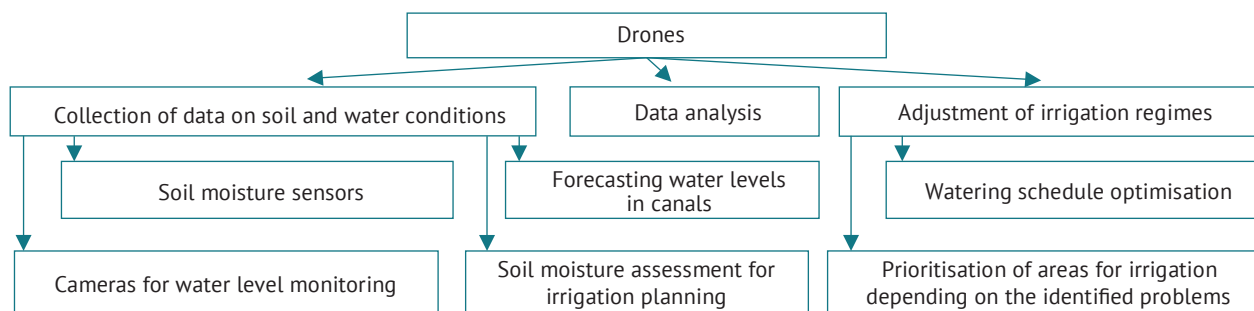 Drones
Collection of data on soil and water conditions
Data analysis
Adjustment of irrigation regimes
Soil moisture sensors
Forecasting water levels
in canals
Watering schedule optimisation
Cameras for water level monitoring
Soil moisture assessment for
irrigation planning
Prioritisation of areas for irrigation
depending on the identified problems